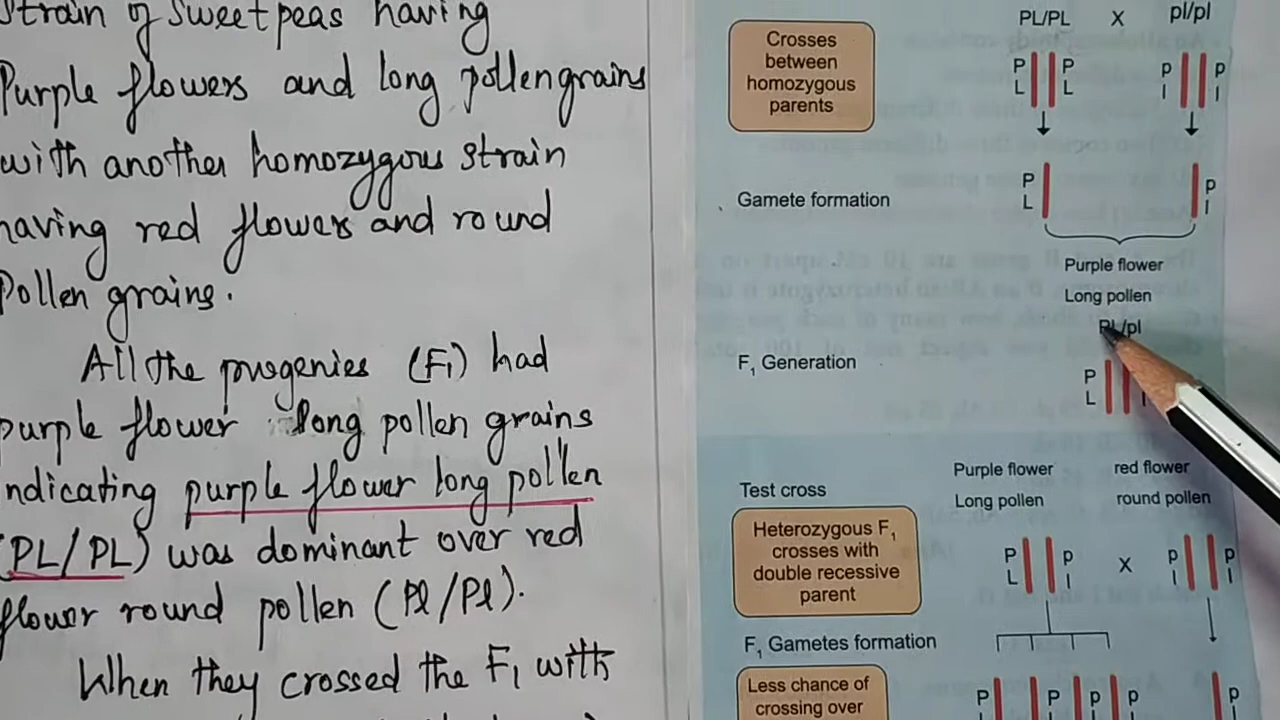 Strain of Sweet peas having
Purple flowers and long pollen grains
with another homozygous strain
having red flowers and round
Pollen grains.
All the progenies (F1) had
purple flower long pollen grains
indicating purple flower long pollen
(PL/PL) was dominant over red
flower round pollen (Pl/Pl).
When they crossed the F1 with
Crosses
between
homozygous
parents
PL/PL X pl/pl
P P p p
L L l l
Gamete formation
P p
L l
Purple flower
Long pollen
PL/pl
F1 Generation
P
L l
Test cross
Purple flower red flower
Long pollen round pollen
Heterozygous F1
crosses with
double recessive
parent
P p X p p
L l l l
F1 Gametes formation
Less chance of
crossing over
P P p p p